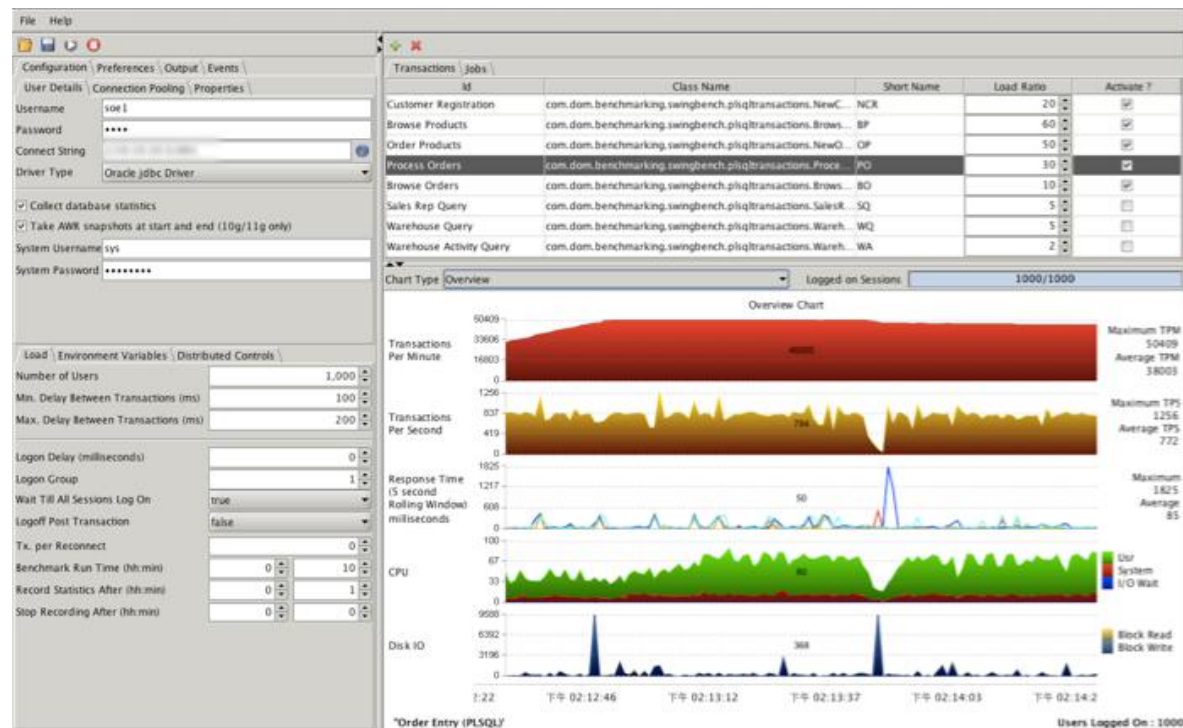 File Help
Configuration Preferences Output Events
User Details Connection Pooling Properties
Username soe1
Password ••••
Connect String
Driver Type Oracle jdbc Driver
Collect database statistics
Take AWR snapshots at start and end (10g/11g only)
System Username sys
System Password ••••••••
Load Environment Variables Distributed Controls
Number of Users 1,000
Min. Delay Between Transactions (ms) 100
Max. Delay Between Transactions (ms) 200
Logon Delay (milliseconds) 0
Logon Group 1
Wait Till All Sessions Log On true
Logoff Post Transaction false
Tx. per Reconnect 0
Benchmark Run Time (hh:min) 0 10
Record Statistics After (hh:min) 0 1
Stop Recording After (hh:min) 0 0
Transactions Jobs
Id Class Name Short Name Load Ratio Activate ?
Customer Registration com.dom.benchmarking.swingbench.plsqltransactions.NewC... NCR 20
Browse Products com.dom.benchmarking.swingbench.plsqltransactions.Brows... BP 60
Order Products com.dom.benchmarking.swingbench.plsqltransactions.NewO... OP 50
Process Orders com.dom.benchmarking.swingbench.plsqltransactions.Proce... PO 30
Browse Orders com.dom.benchmarking.swingbench.plsqltransactions.Brows... BO 10
Sales Rep Query com.dom.benchmarking.swingbench.plsqltransactions.SalesR... SQ 5
Warehouse Query com.dom.benchmarking.swingbench.plsqltransactions.Wareh... WQ 5
Warehouse Activity Query com.dom.benchmarking.swingbench.plsqltransactions.Wareh... WA 2
Chart Type Overview Logged on Sessions 1000/1000
Overview Chart
Transactions
Per Minute
50409
33606
16803
0
Maximum TPM
50409
Average TPM
38003
Transactions
Per Second
1256
837
419
0
794
Maximum TPS
1256
Average TPS
772
Response Time
(5 second
Rolling Window)
milliseconds
1825
1217
608
0
50
Maximum
1825
Average
85
CPU
100
67
33
0
Usr
System
I/O Wait
Disk IO
9588
6392
3196
0
368
Block Read
Block Write
2:22 下午 02:12:46 下午 02:13:12 下午 02:13:37 下午 02:14:03 下午 02:14:2
"Order Entry (PLSQL)' Users Logged On : 1000